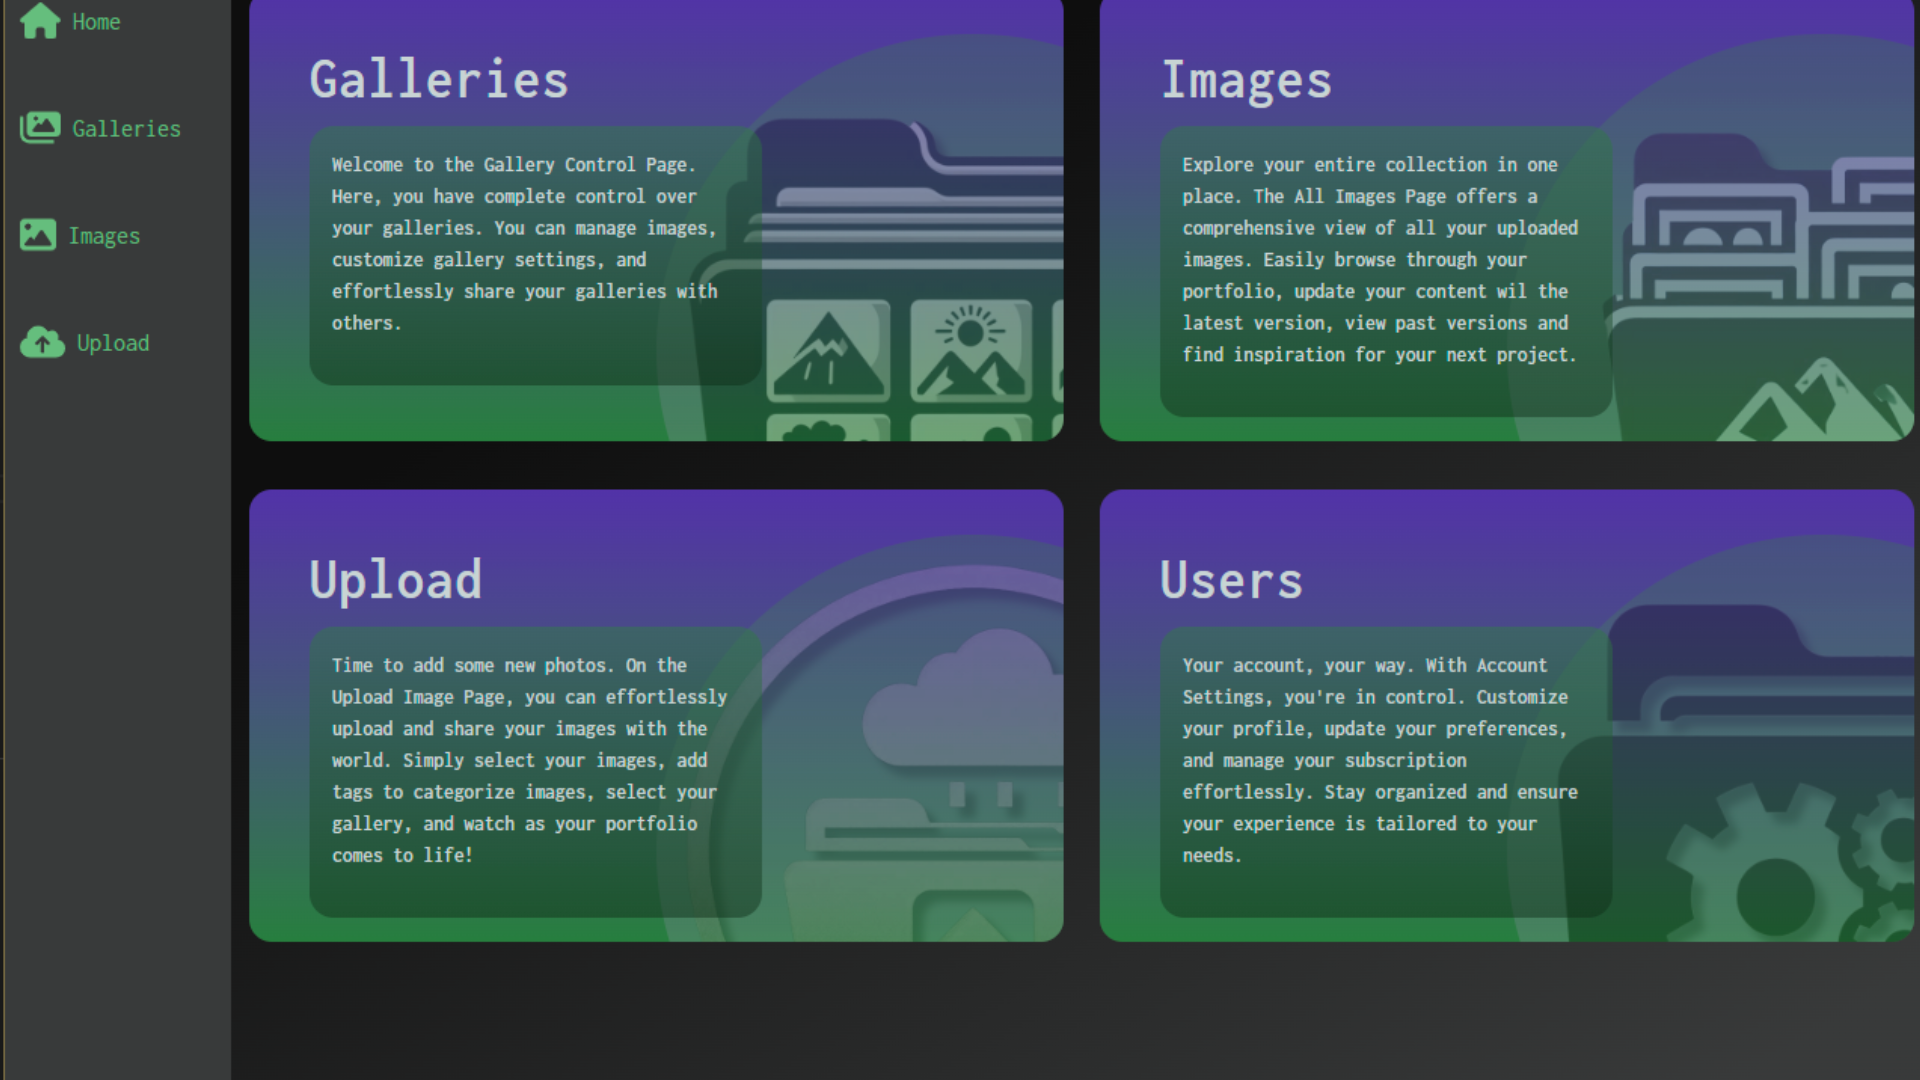 Home
Galleries
Images
Upload
Galleries
Welcome to the Gallery Control Page.
Here, you have complete control over
your galleries. You can manage images,
customize gallery settings, and
effortlessly share your galleries with
others.
Images
Explore your entire collection in one
place. The All Images Page offers a
comprehensive view of all your uploaded
images. Easily browse through your
portfolio, update your content wil the
latest version, view past versions and
find inspiration for your next project.
Upload
Time to add some new photos. On the
Upload Image Page, you can effortlessly
upload and share your images with the
world. Simply select your images, add
tags to categorize images, select your
gallery, and watch as your portfolio
comes to life!
Users
Your account, your way. With Account
Settings, you're in control. Customize
your profile, update your preferences,
and manage your subscription
effortlessly. Stay organized and ensure
your experience is tailored to your
needs.